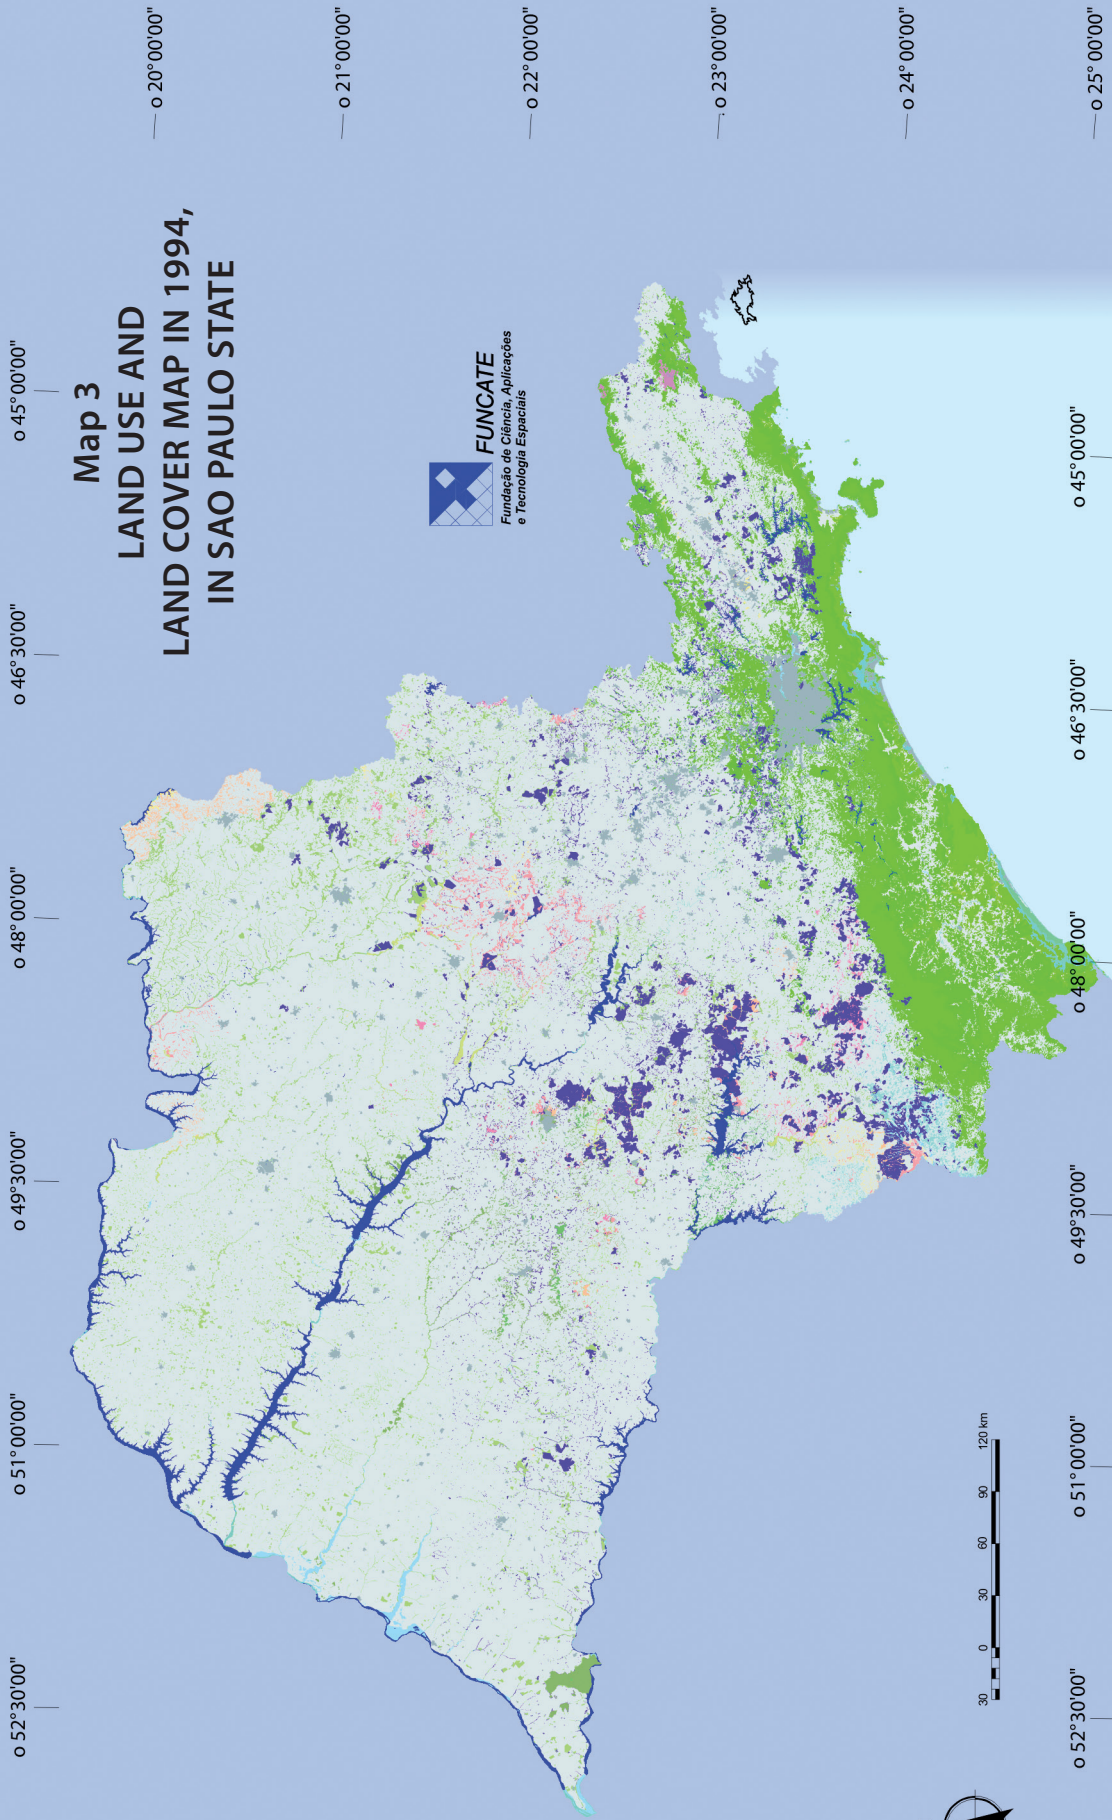 Map 3
LAND USE AND
LAND COVER MAP IN 1994,
IN SAO PAULO STATE
FUNCATE
Fundação de Ciência, Aplicações
e Tecnologia Espaciais
o 52°30'00"
o 51°00'00"
o 49°30'00"
o 48°00'00"
o 46°30'00"
o 45°00'00"
o 20°00'00"
o 21°00'00"
o 22°00'00"
o 23°00'00"
o 24°00'00"
o 25°00'00"
30 0 30 60 90 120 km
o 52°30'00"
o 51°00'00"
o 49°30'00"
o 48°00'00"
o 46°30'00"
o 45°00'00"